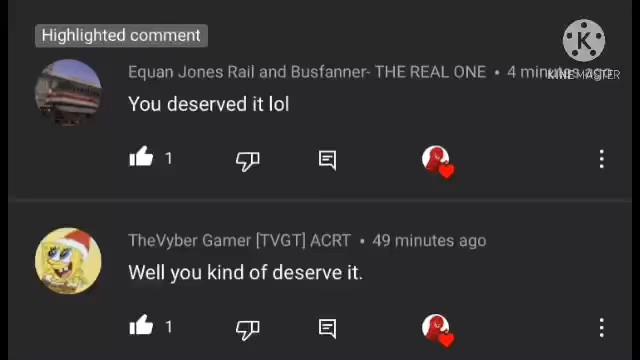 Highlighted comment
K
KINEMASTER
Equan Jones Rail and Busfanner- THE REAL ONE • 4 minutes ago
You deserved it lol
1
TheVyber Gamer [TVGT] ACRT • 49 minutes ago
Well you kind of deserve it.
1